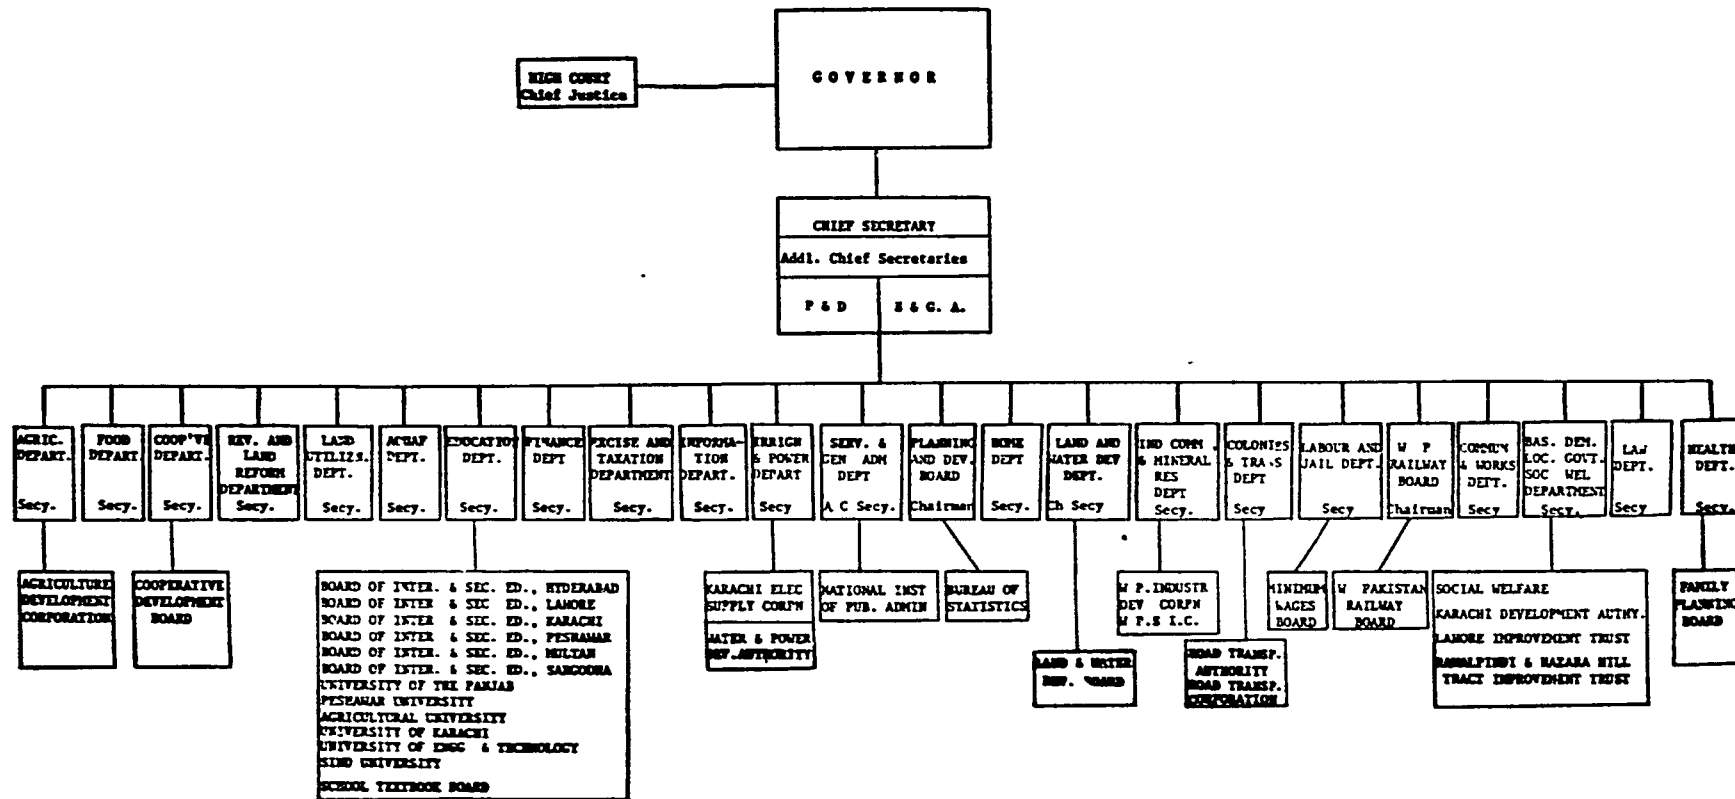 HIGH COURT
Chief Justice
GOVERNOR
CHIEF SECRETARY
Addl. Chief Secretaries
P & D
S & G. A.
AGRIC.
DEPART.
Secy.
FOOD
DEPART
Secy.
COOP'VE
DEPART.
Secy.
REV. AND
LAND
REFORM
DEPARTMENT
Secy.
LAND
UTILIZS.
DEPT.
Secy.
AUQAF
DEPT.
Secy.
EDUCATION
DEPT.
Secy.
FINANCE
DEPT
Secy.
EXCISE AND
TAXATION
DEPARTMENT
Secy.
INFORMA-
TION
DEPART.
Secy.
IRRIGN
& POWER
DEPART
Secy
SERV. &
GEN ADM
DEPT
A C Secy.
PLANNING
AND DEV.
BOARD
Chairman
HOME
DEPT
Secy.
LAND AND
WATER DEV
DEPT.
Ch Secy
IND COMM .
& MINERAL
RES
DEPT
Secy.
COLONIES
& TRANS
DEPT
Secy
LABOUR AND
JAIL DEPT.
Secy
W P
RAILWAY
BOARD
Chairman
COMMUN
& WORKS
DEPT.
Secy
BAS. DEM.
LOC. GOVT.
SOC WEL
DEPARTMENT
Secy.
LAW
DEPT.
Secy
HEALTH
DEPT.
Secy.
AGRICULTURE
DEVELOPMENT
CORPORATION
COOPERATIVE
DEVELOPMENT
BOARD
BOARD OF INTER. & SEC. ED., HYDERABAD
BOARD OF INTER & SEC. ED., LAHORE
BOARD OF INTER & SEC. ED., KARACHI
BOARD OF INTER & SEC. ED., PESHAWAR
BOARD OF INTER. & SEC. ED., MULTAN
BOARD OF INTER & SEC. ED., SARGODHA
UNIVERSITY OF THE PANJAB
PESHAWAR UNIVERSITY
AGRICULTURAL UNIVERSITY
UNIVERSITY OF KARACHI
UNIVERSITY OF ENGG & TECHNOLOGY
SIND UNIVERSITY
SCHOOL TEXTBOOK BOARD
KARACHI ELEC
SUPPLY CORPN
WATER & POWER
DEV.AUTHORITY
NATIONAL INST
OF PUB. ADMIN
BUREAU OF
STATISTICS
LAND & WATER
DEV. BOARD
W P.INDUSTR
DEV CORPN
W P.S I.C.
ROAD TRANSP.
AUTHORITY
ROAD TRANSP.
CORPORATION
MINIMUM
WAGES
BOARD
W PAKISTAN
RAILWAY
BOARD
SOCIAL WELFARE
KARACHI DEVELOPMENT AUTHY.
LAHORE IMPROVEMENT TRUST
RAWALPINDI & HAZARA HILL
TRACT IMPROVEMENT TRUST
FAMILY
PLANNING
BOARD